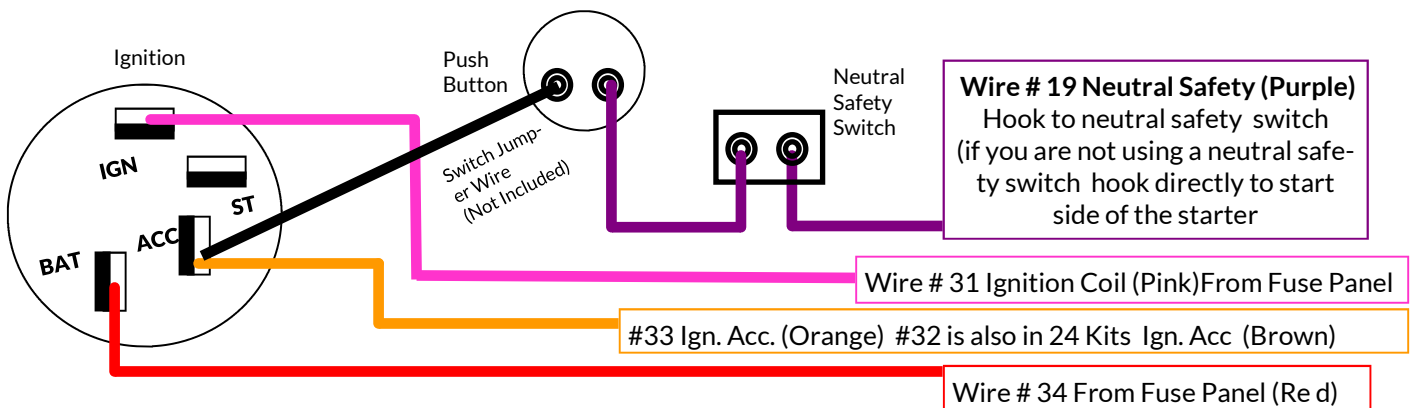 Ignition
Push
Button
Neutral
Safety
Switch
Wire # 19 Neutral Safety (Purple)
Hook to neutral safety switch
(if you are not using a neutral safe-
ty switch hook directly to start
side of the starter
IGN
ST
ACC
BAT
Switch Jump-
er Wire
(Not Included)
Wire # 31 Ignition Coil (Pink)From Fuse Panel
#33 Ign. Acc. (Orange) #32 is also in 24 Kits Ign. Acc (Brown)
Wire # 34 From Fuse Panel (Re d)